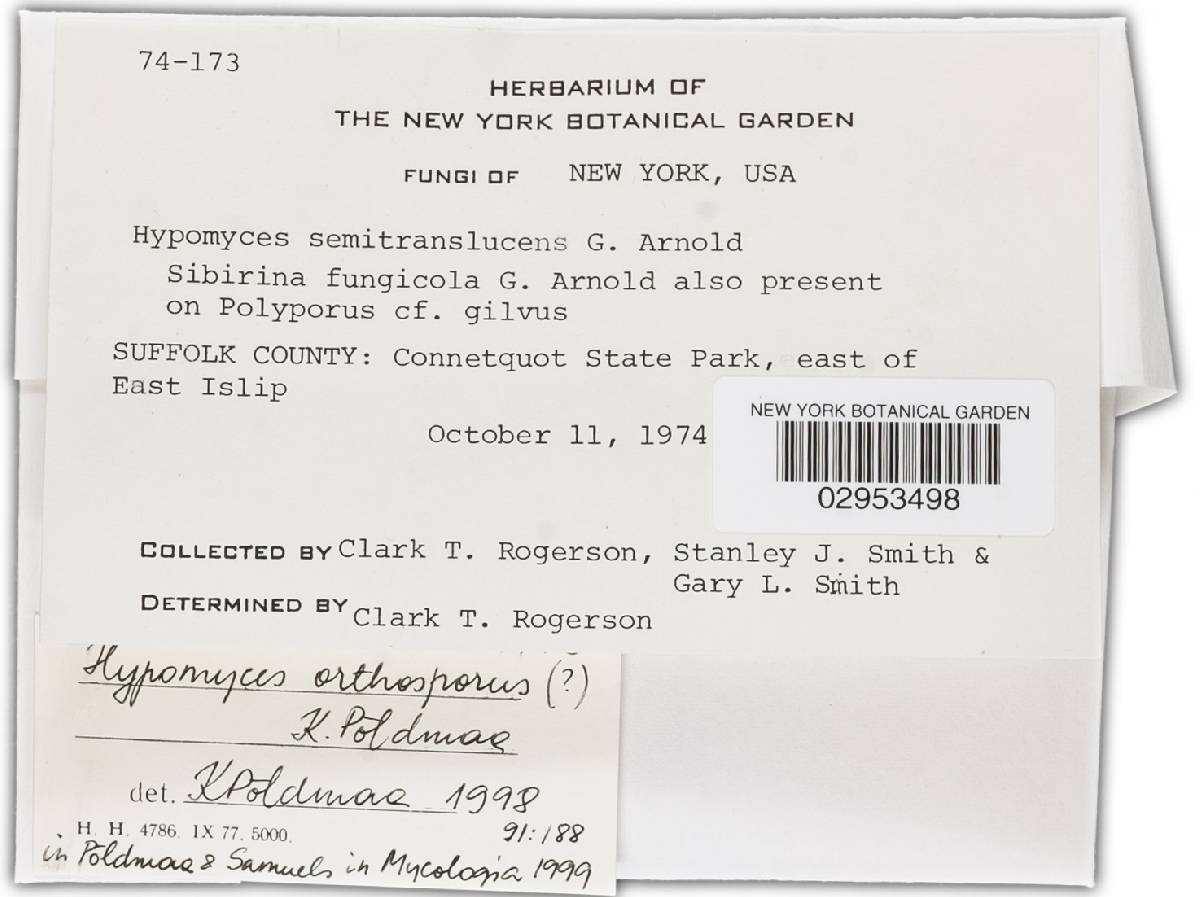 74-173
HERBARIUM OF
THE NEW YORK BOTANICAL GARDEN
FUNGI OF NEW YORK, USA
Hypomyces semitranslucens G. Arnold
Sibirina fungicola G. Arnold also present
on Polyporus cf. gilvus
SUFFOLK COUNTY: Connetquot State Park, east of
East Islip
October 11, 1974
NEW YORK BOTANICAL GARDEN
02953498
COLLECTED BY Clark T. Rogerson, Stanley J. Smith &
Gary L. Smith
DETERMINED BY Clark T. Rogerson
Hypomyces orthosporus (?)
K. Põldmaa
det. K Põldmaa 1998
H. H. 4786. IX 77. 5000. 91:188
in Põldmaa & Samuels in Mycologia 1999